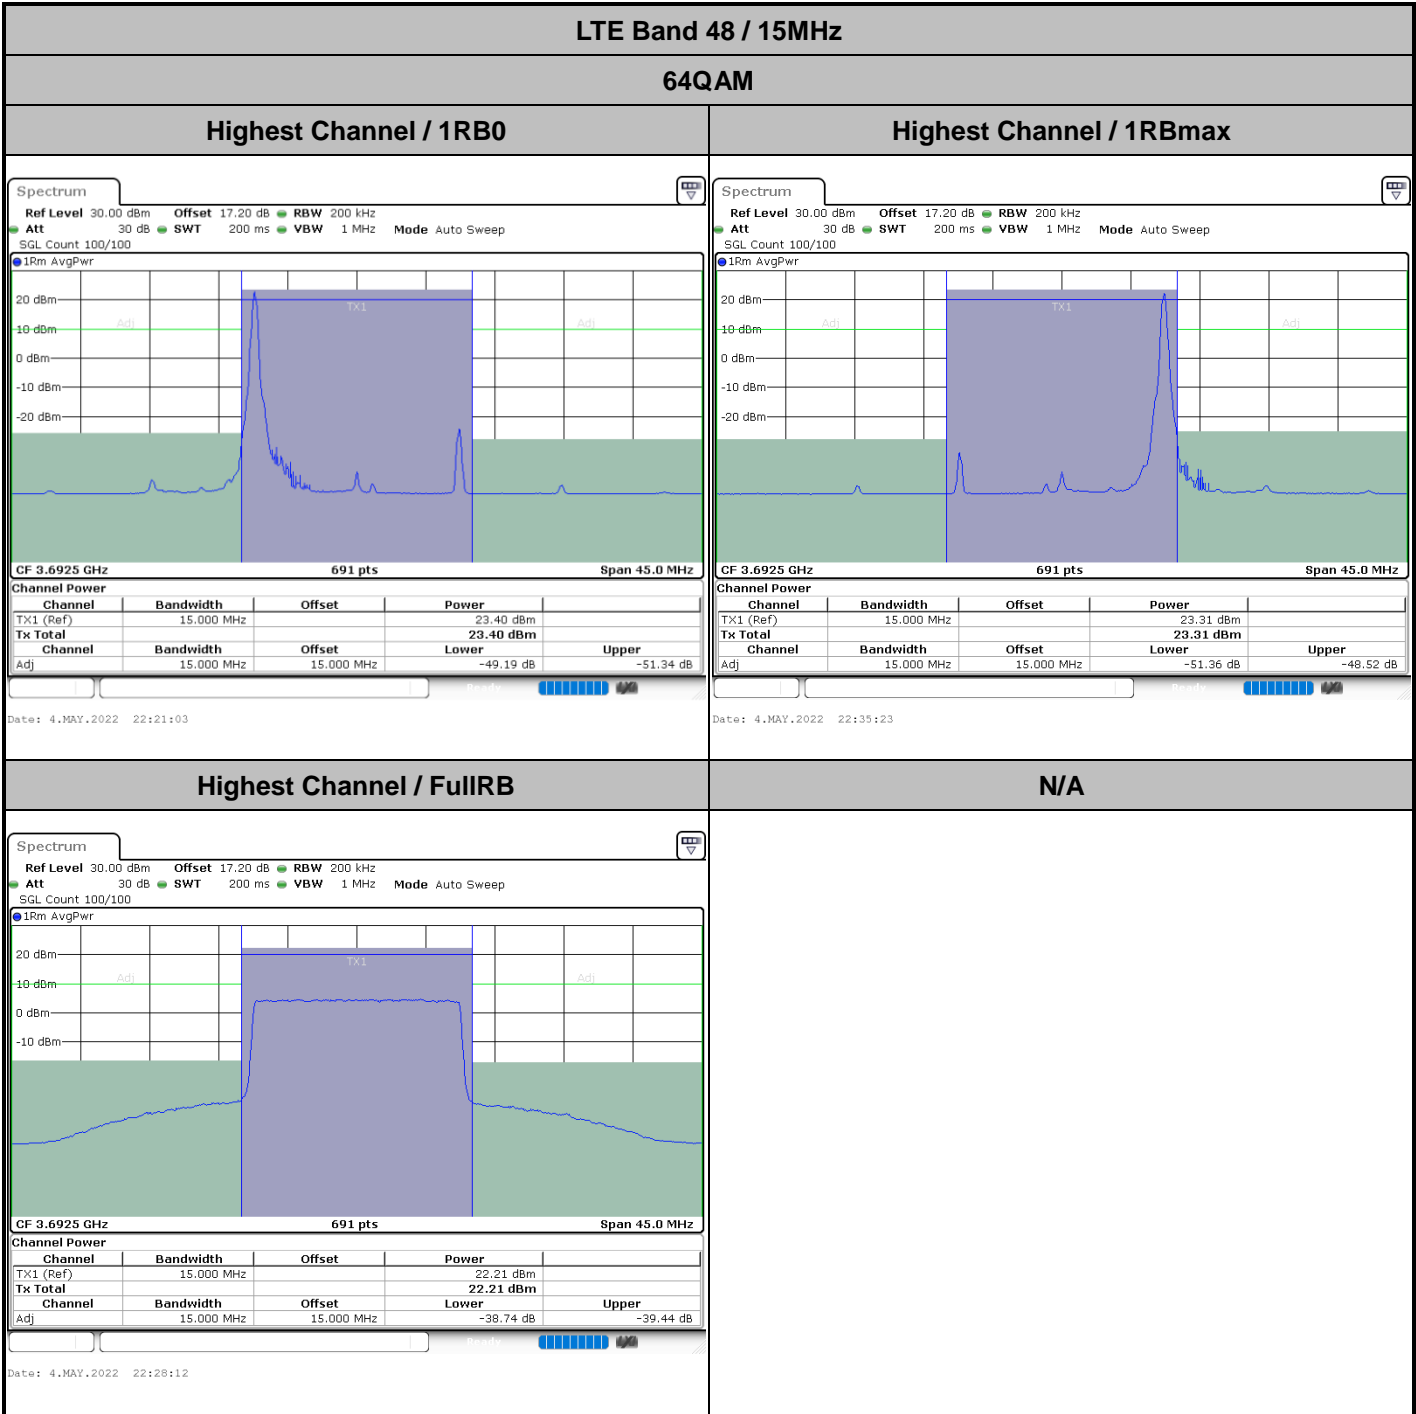 LTE Band 48 / 15MHz
64QAM
Highest Channel / 1RB0
Highest Channel / 1RBmax
Spectrum
Ref Level 30.00 dBm Offset 17.20 dB RBW 200 kHz
Att 30 dB SWT 200 ms VBW 1 MHz Mode Auto Sweep
SGL Count 100/100
1Rm AvgPwr
TX1
20 dBm
Adj
Adj
10 dBm
0 dBm
-10 dBm
-20 dBm
CF 3.6925 GHz 691 pts Span 45.0 MHz
Channel Power
Channel Bandwidth Offset Power
TX1 (Ref) 15.000 MHz 23.40 dBm
Tx Total 23.40 dBm
Channel Bandwidth Offset Lower Upper
Adj 15.000 MHz 15.000 MHz -49.19 dB -51.34 dB
Ready
Date: 4.MAY.2022 22:21:03
Spectrum
Ref Level 30.00 dBm Offset 17.20 dB RBW 200 kHz
Att 30 dB SWT 200 ms VBW 1 MHz Mode Auto Sweep
SGL Count 100/100
1Rm AvgPwr
TX1
20 dBm
Adj
Adj
10 dBm
0 dBm
-10 dBm
-20 dBm
CF 3.6925 GHz 691 pts Span 45.0 MHz
Channel Power
Channel Bandwidth Offset Power
TX1 (Ref) 15.000 MHz 23.31 dBm
Tx Total 23.31 dBm
Channel Bandwidth Offset Lower Upper
Adj 15.000 MHz 15.000 MHz -51.36 dB -48.52 dB
Ready
Date: 4.MAY.2022 22:35:23
Highest Channel / FullRB
N/A
Spectrum
Ref Level 30.00 dBm Offset 17.20 dB RBW 200 kHz
Att 30 dB SWT 200 ms VBW 1 MHz Mode Auto Sweep
SGL Count 100/100
1Rm AvgPwr
20 dBm
TX1
Adj
Adj
10 dBm
0 dBm
-10 dBm
CF 3.6925 GHz 691 pts Span 45.0 MHz
Channel Power
Channel Bandwidth Offset Power
TX1 (Ref) 15.000 MHz 22.21 dBm
Tx Total 22.21 dBm
Channel Bandwidth Offset Lower Upper
Adj 15.000 MHz 15.000 MHz -38.74 dB -39.44 dB
Ready
Date: 4.MAY.2022 22:28:12